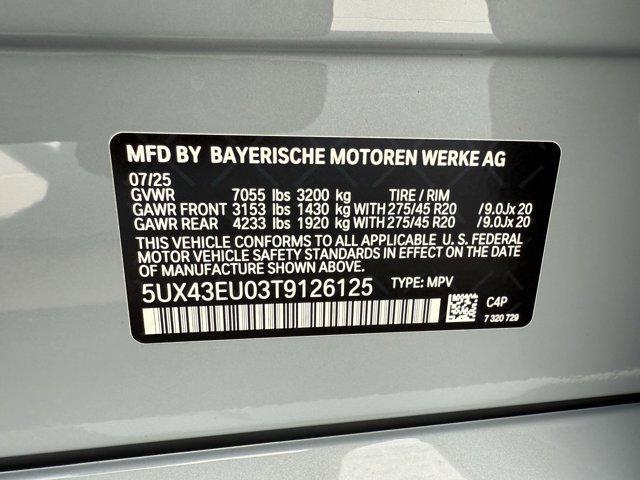 MFD BY BAYERISCHE MOTOREN WERKE AG
07/25
GVWR 7055 lbs 3200 kg TIRE / RIM
GAWR FRONT 3153 lbs 1430 kg WITH 275/45 R20 /9.0Jx 20
GAWR REAR 4233 lbs 1920 kg WITH 275/45 R20 /9.0Jx 20
THIS VEHICLE CONFORMS TO ALL APPLICABLE U. S. FEDERAL
MOTOR VEHICLE SAFETY STANDARDS IN EFFECT ON THE DATE
OF MANUFACTURE SHOWN ABOVE.
5UX43EU03T9126125 TYPE: MPV
C4P
7 320 729